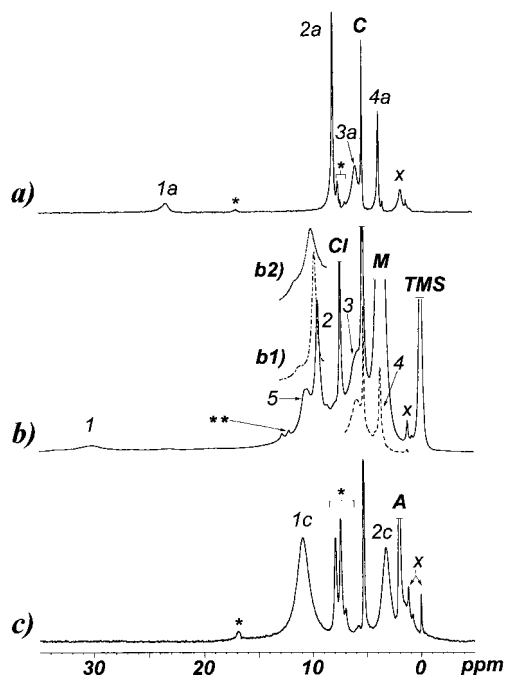 2a C
3a 4a
1a * * x
a)
b2) Cl M TMS
b1) 2 3 4
5
1 ** x
b)
1c * A 2c
* x
c)
30 20 10 0 ppm